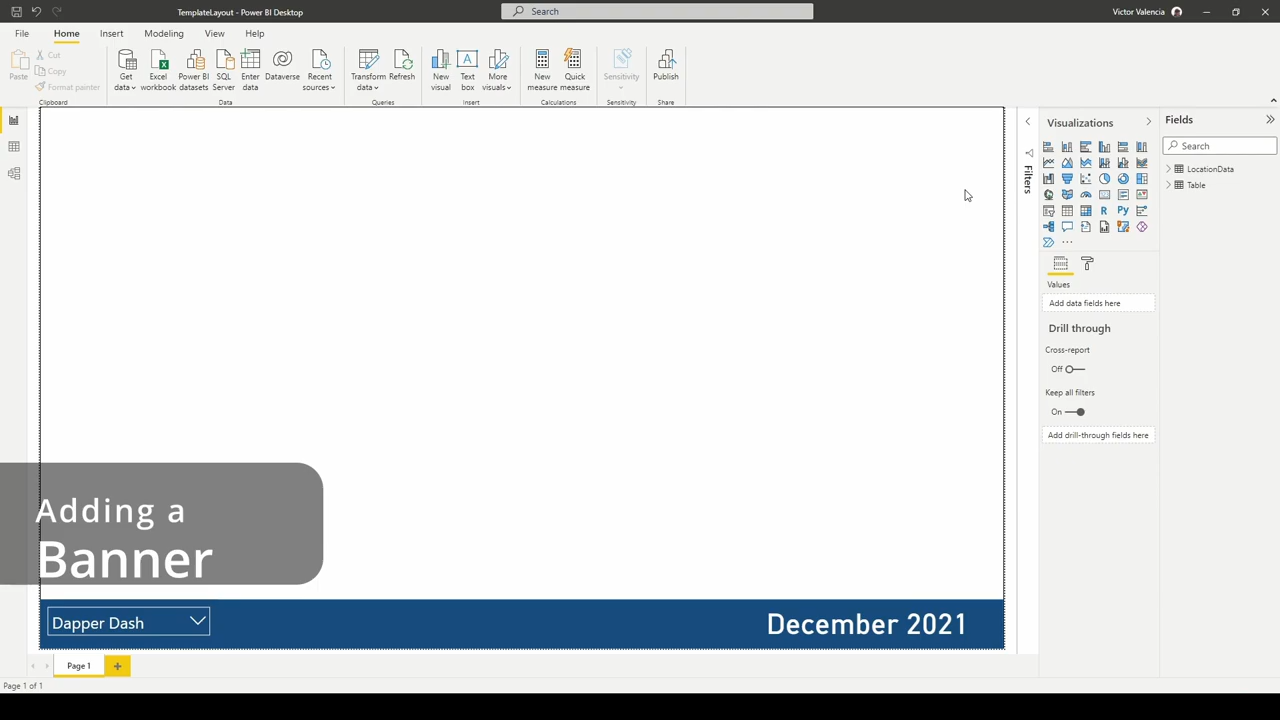 TemplateLayout - Power BI Desktop
Search
Victor Valencia
File
Home
Insert
Modeling
View
Help
Paste
Cut
Copy
Format painter
Clipboard
Get data
Excel workbook
Power BI datasets
SQL Server
Enter data
Dataverse
Recent sources
Data
Transform data
Refresh
Queries
New visual
Text box
More visuals
Insert
New measure
Quick measure
Calculations
Sensitivity
Sensitivity
Publish
Share
Filters
Visualizations
R
Py
Values
Add data fields here
Drill through
Cross-report
Off
Keep all filters
On
Add drill-through fields here
Fields
Search
LocationData
Table
Adding a
Banner
Dapper Dash
December 2021
Page 1
Page 1 of 1